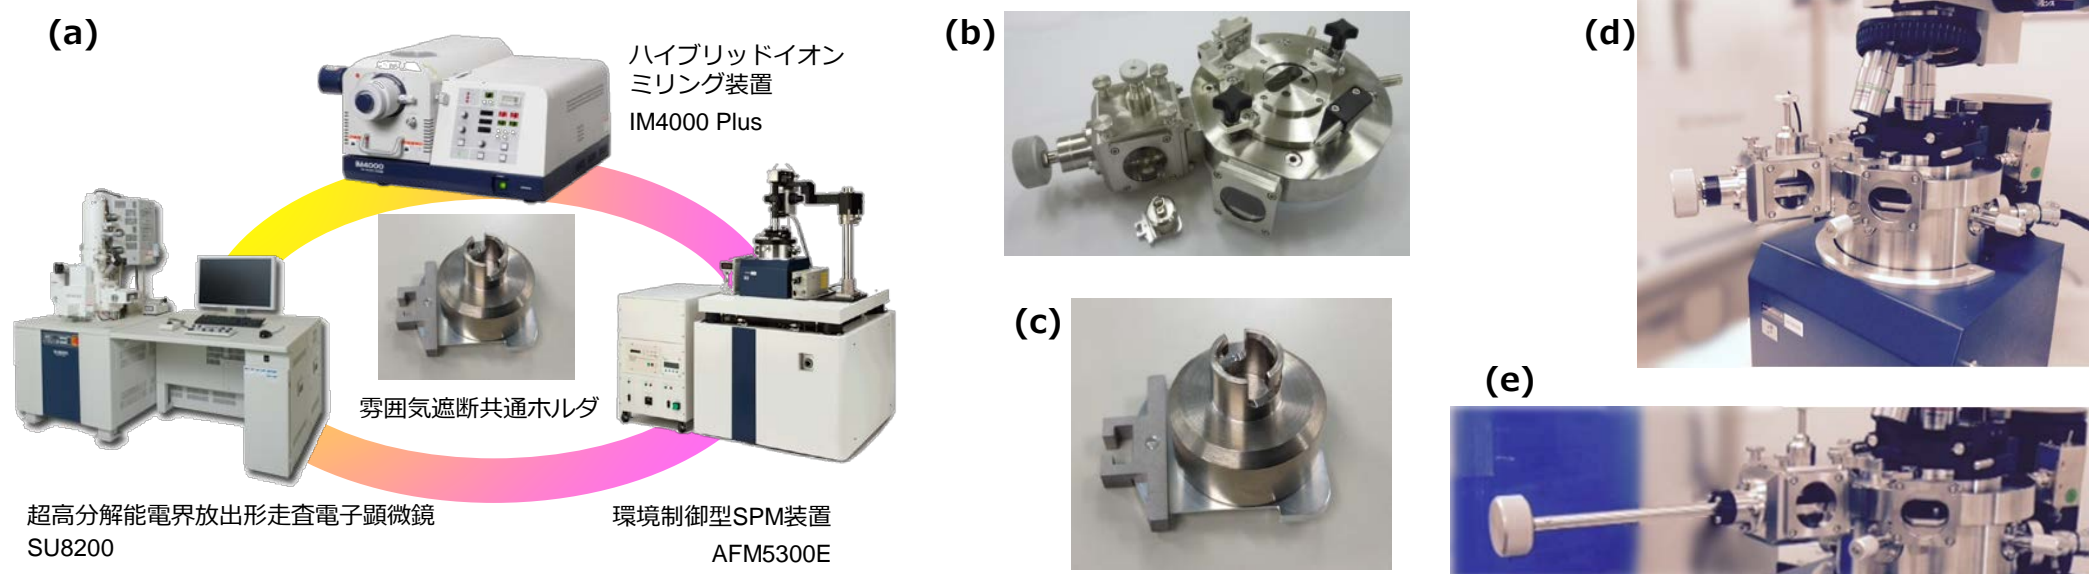 (a)
ハイブリッドイオン
ミリング装置
IM4000 Plus
雰囲気遮断共通ホルダ
超高分解能電界放出形走査電子顕微鏡
SU8200
環境制御型SPM装置
AFM5300E
(b)
(c)
(d)
(e)
IM4000